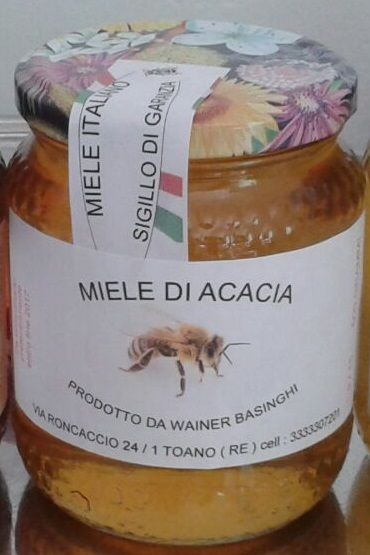 MIELE ITALIANO
SIGILLO DI GARANZIA
MIELE DI ACACIA
PRODOTTO DA WAINER BASINGHI
VIA RONCACCIO 24 / 1 TOANO ( RE ) cell : 3333307201